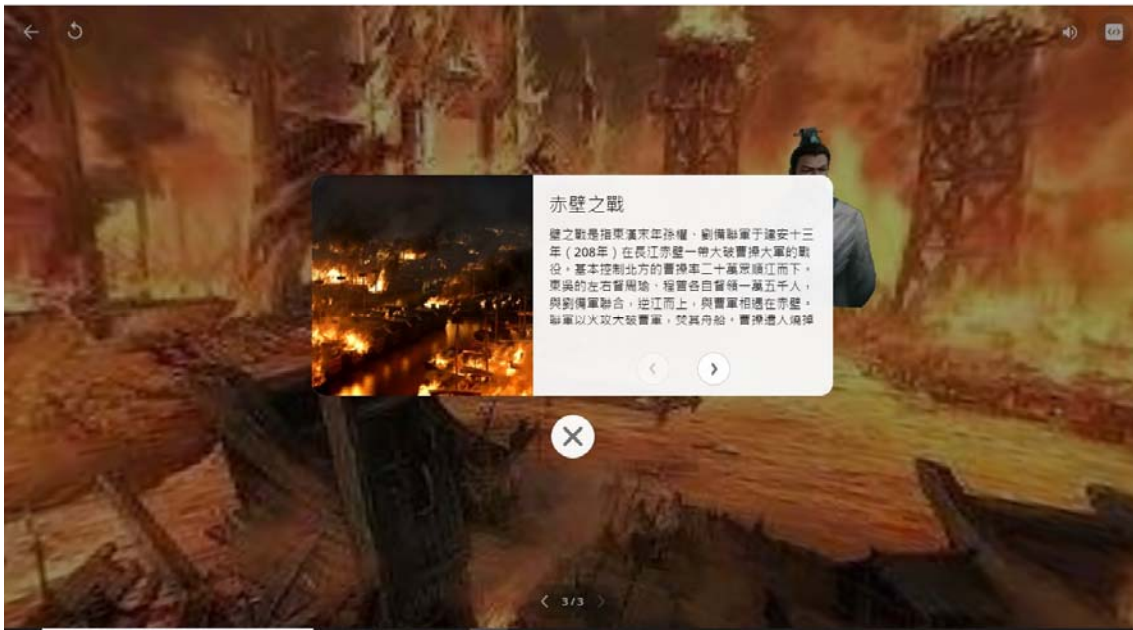 赤壁之戰
壁之戰是指東漢末年孫權、劉備聯軍于建安十三
年(208年)在長江赤壁一帶大破曹操大軍的戰
役。基本控制北方的曹操率二十萬眾順江而下,
東吳的左右督周瑜、程普各自督領一萬五千人,
與劉備軍聯合,逆江而上,與曹軍相遇在赤壁。
聯軍以火攻大破曹軍,焚其舟船。曹操遣人燒掉
3/3